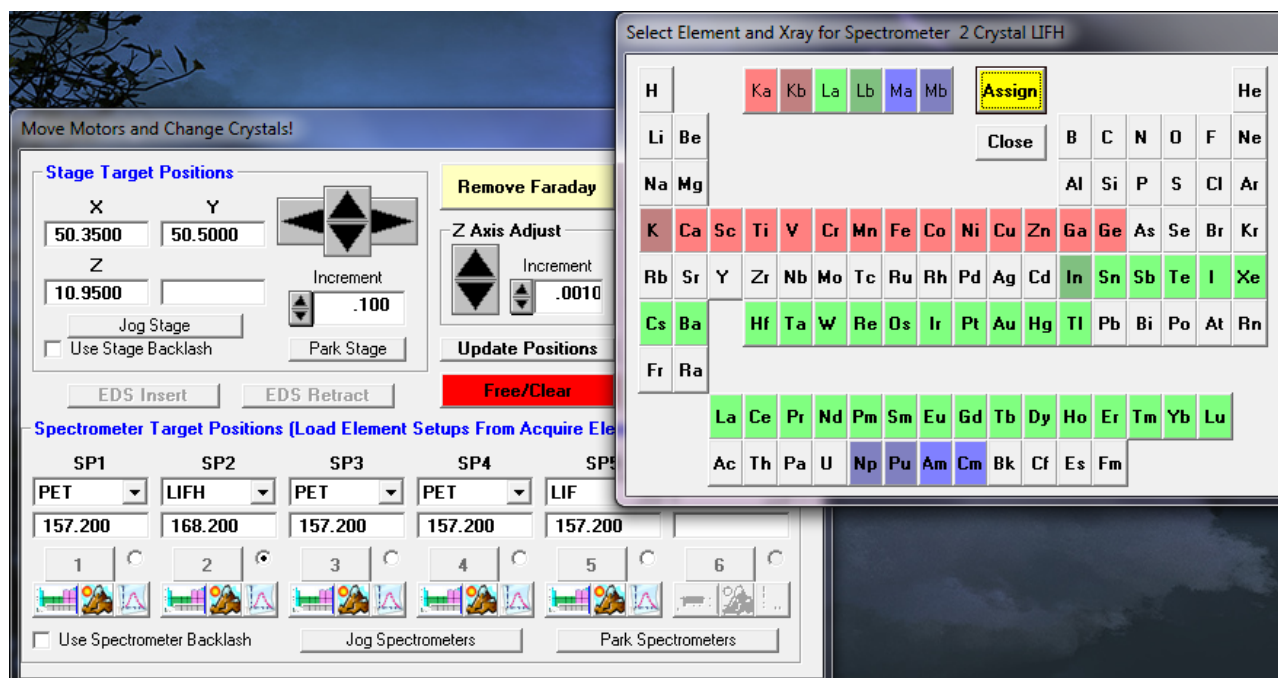 Select Element and Xray for Spectrometer 2 Crystal LIFH
H Ka Kb La Lb Ma Mb Assign He
Li Be Close B C N O F Ne
Na Mg Al Si P S Cl Ar
K Ca Sc Ti V Cr Mn Fe Co Ni Cu Zn Ga Ge As Se Br Kr
Rb Sr Y Zr Nb Mo Tc Ru Rh Pd Ag Cd In Sn Sb Te I Xe
Cs Ba Hf Ta W Re Os Ir Pt Au Hg Tl Pb Bi Po At Rn
Fr Ra
La Ce Pr Nd Pm Sm Eu Gd Tb Dy Ho Er Tm Yb Lu
Ac Th Pa U Np Pu Am Cm Bk Cf Es Fm
Move Motors and Change Crystals!
Stage Target Positions
X Y
50.3500 50.5000
Z
10.9500
Increment
.100
Jog Stage
Use Stage Backlash
Park Stage
Remove Faraday
Z Axis Adjust
Increment
.0010
Update Positions
EDS Insert EDS Retract Free/Clear
Spectrometer Target Positions (Load Element Setups From Acquire Ele
SP1 SP2 SP3 SP4 SP5
PET LIFH PET PET LIF
157.200 168.200 157.200 157.200 157.200
1 2 3 4 5 6
Use Spectrometer Backlash Jog Spectrometers Park Spectrometers